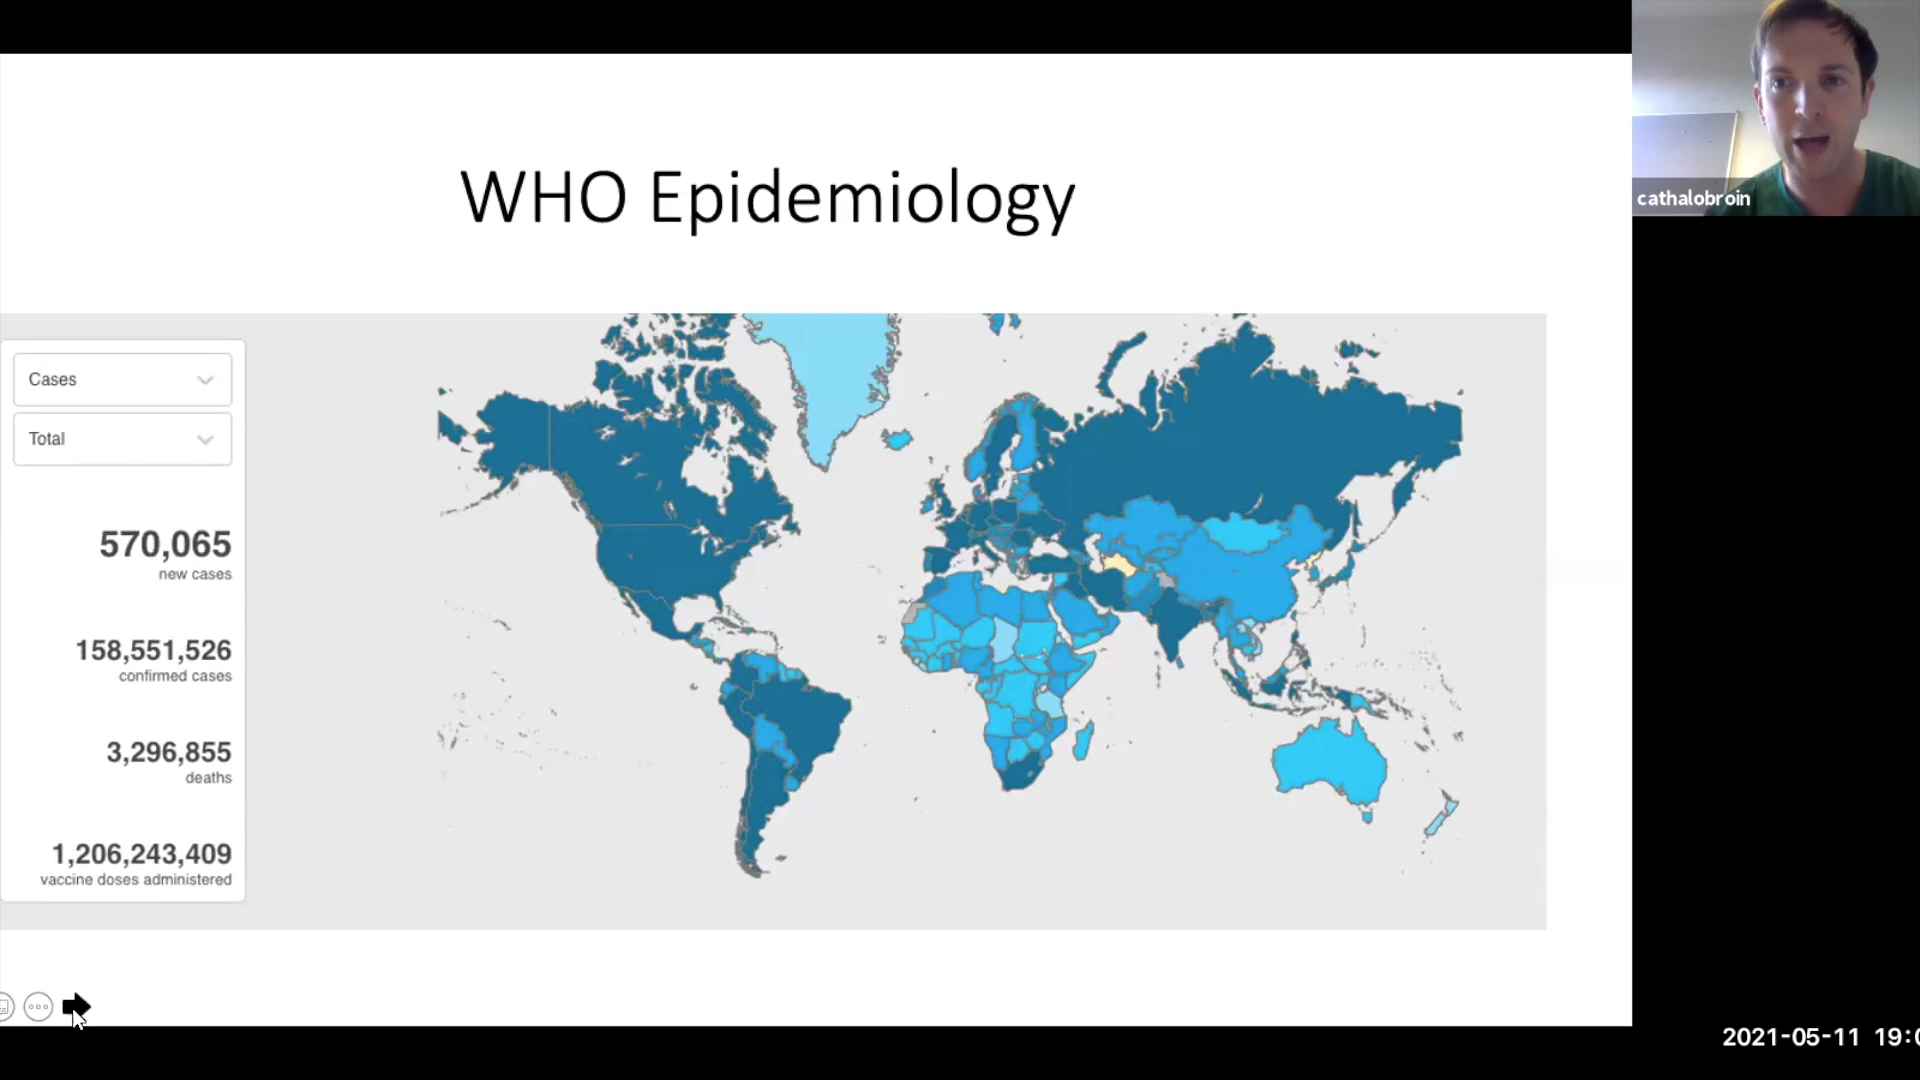 cathalobroin
WHO Epidemiology
Cases
Total
570,065
new cases
158,551,526
confirmed cases
3,296,855
deaths
1,206,243,409
vaccine doses administered
2021-05-11 19:0